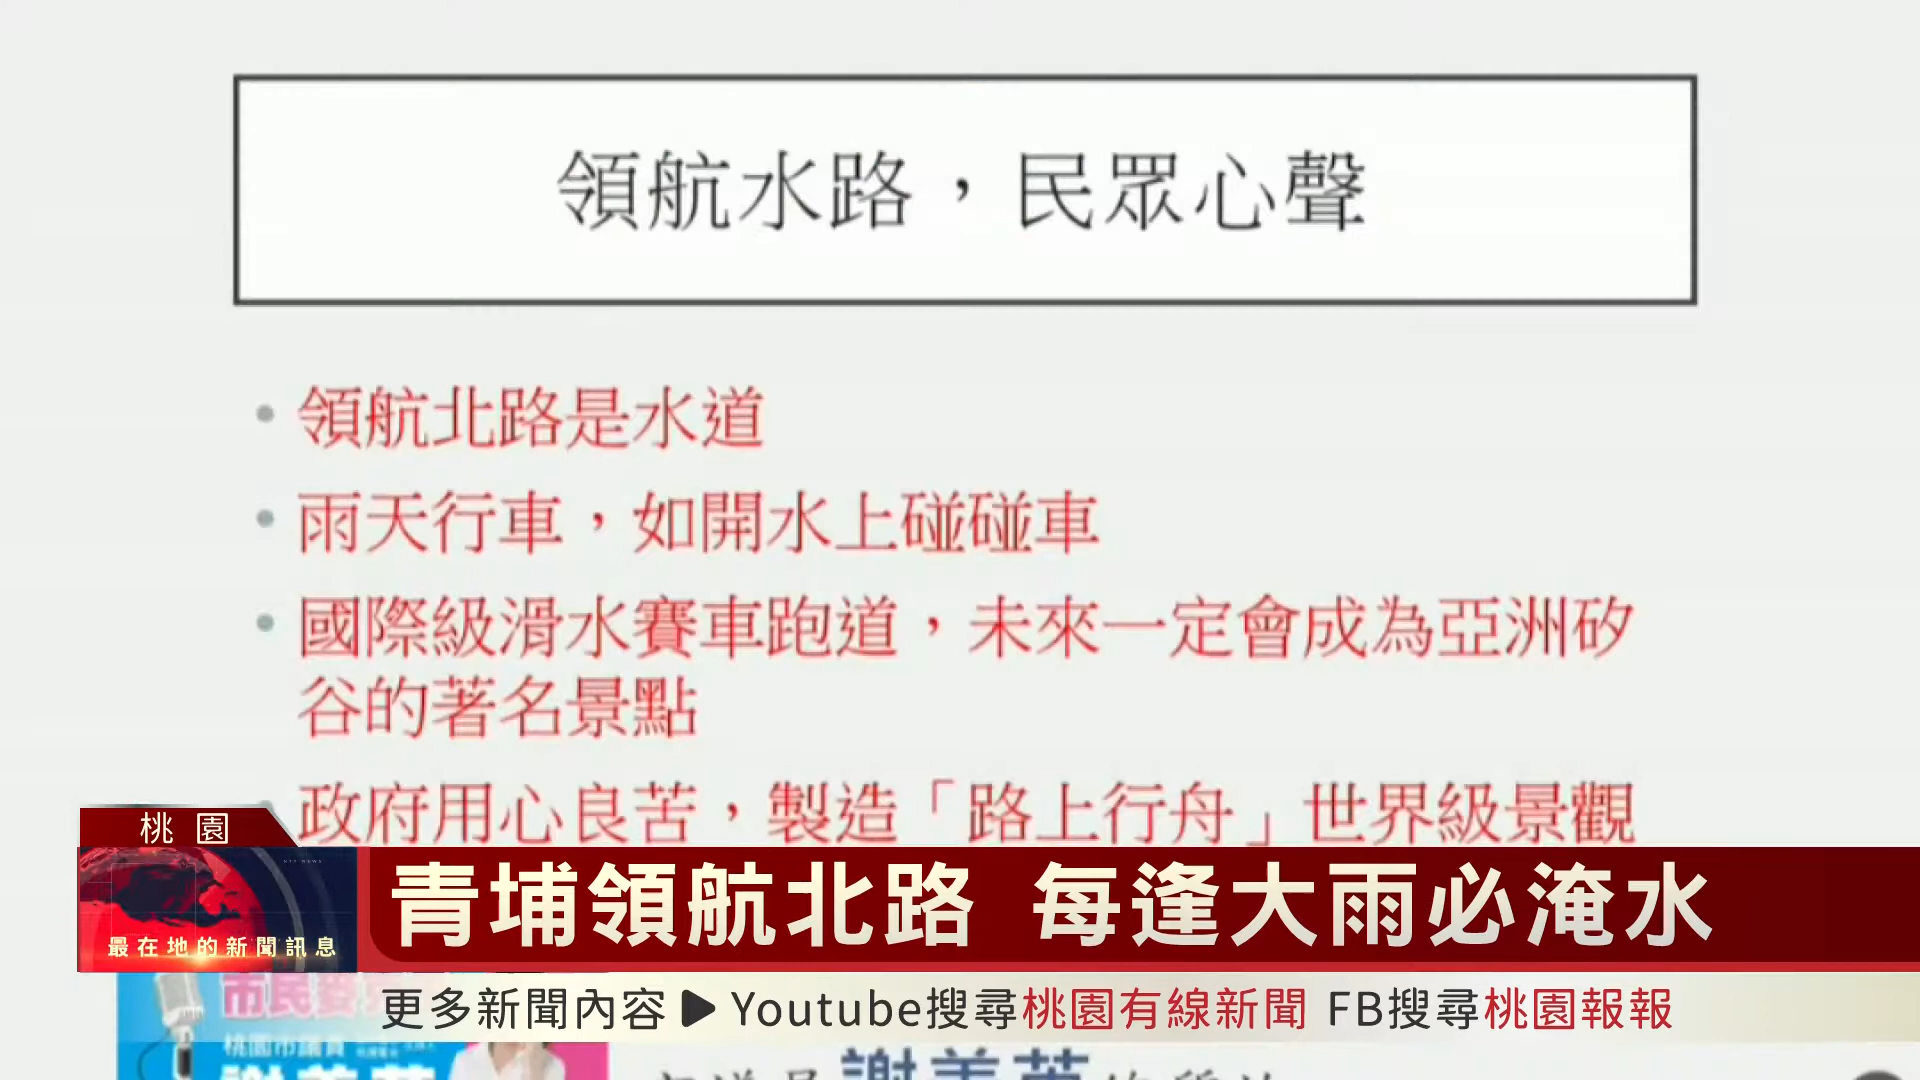 領航水路，民眾心聲
領航北路是水道
雨天行車，如開水上碰碰車
國際級滑水賽車跑道，未來一定會成為亞洲矽
谷的著名景點
政府用心良苦，製造「路上行舟」世界級景觀
桃園
青埔領航北路 每逢大雨必淹水
最在地的新聞訊息
更多新聞內容▶Youtube搜尋桃園有線新聞 FB搜尋桃園報報
桃園市議員